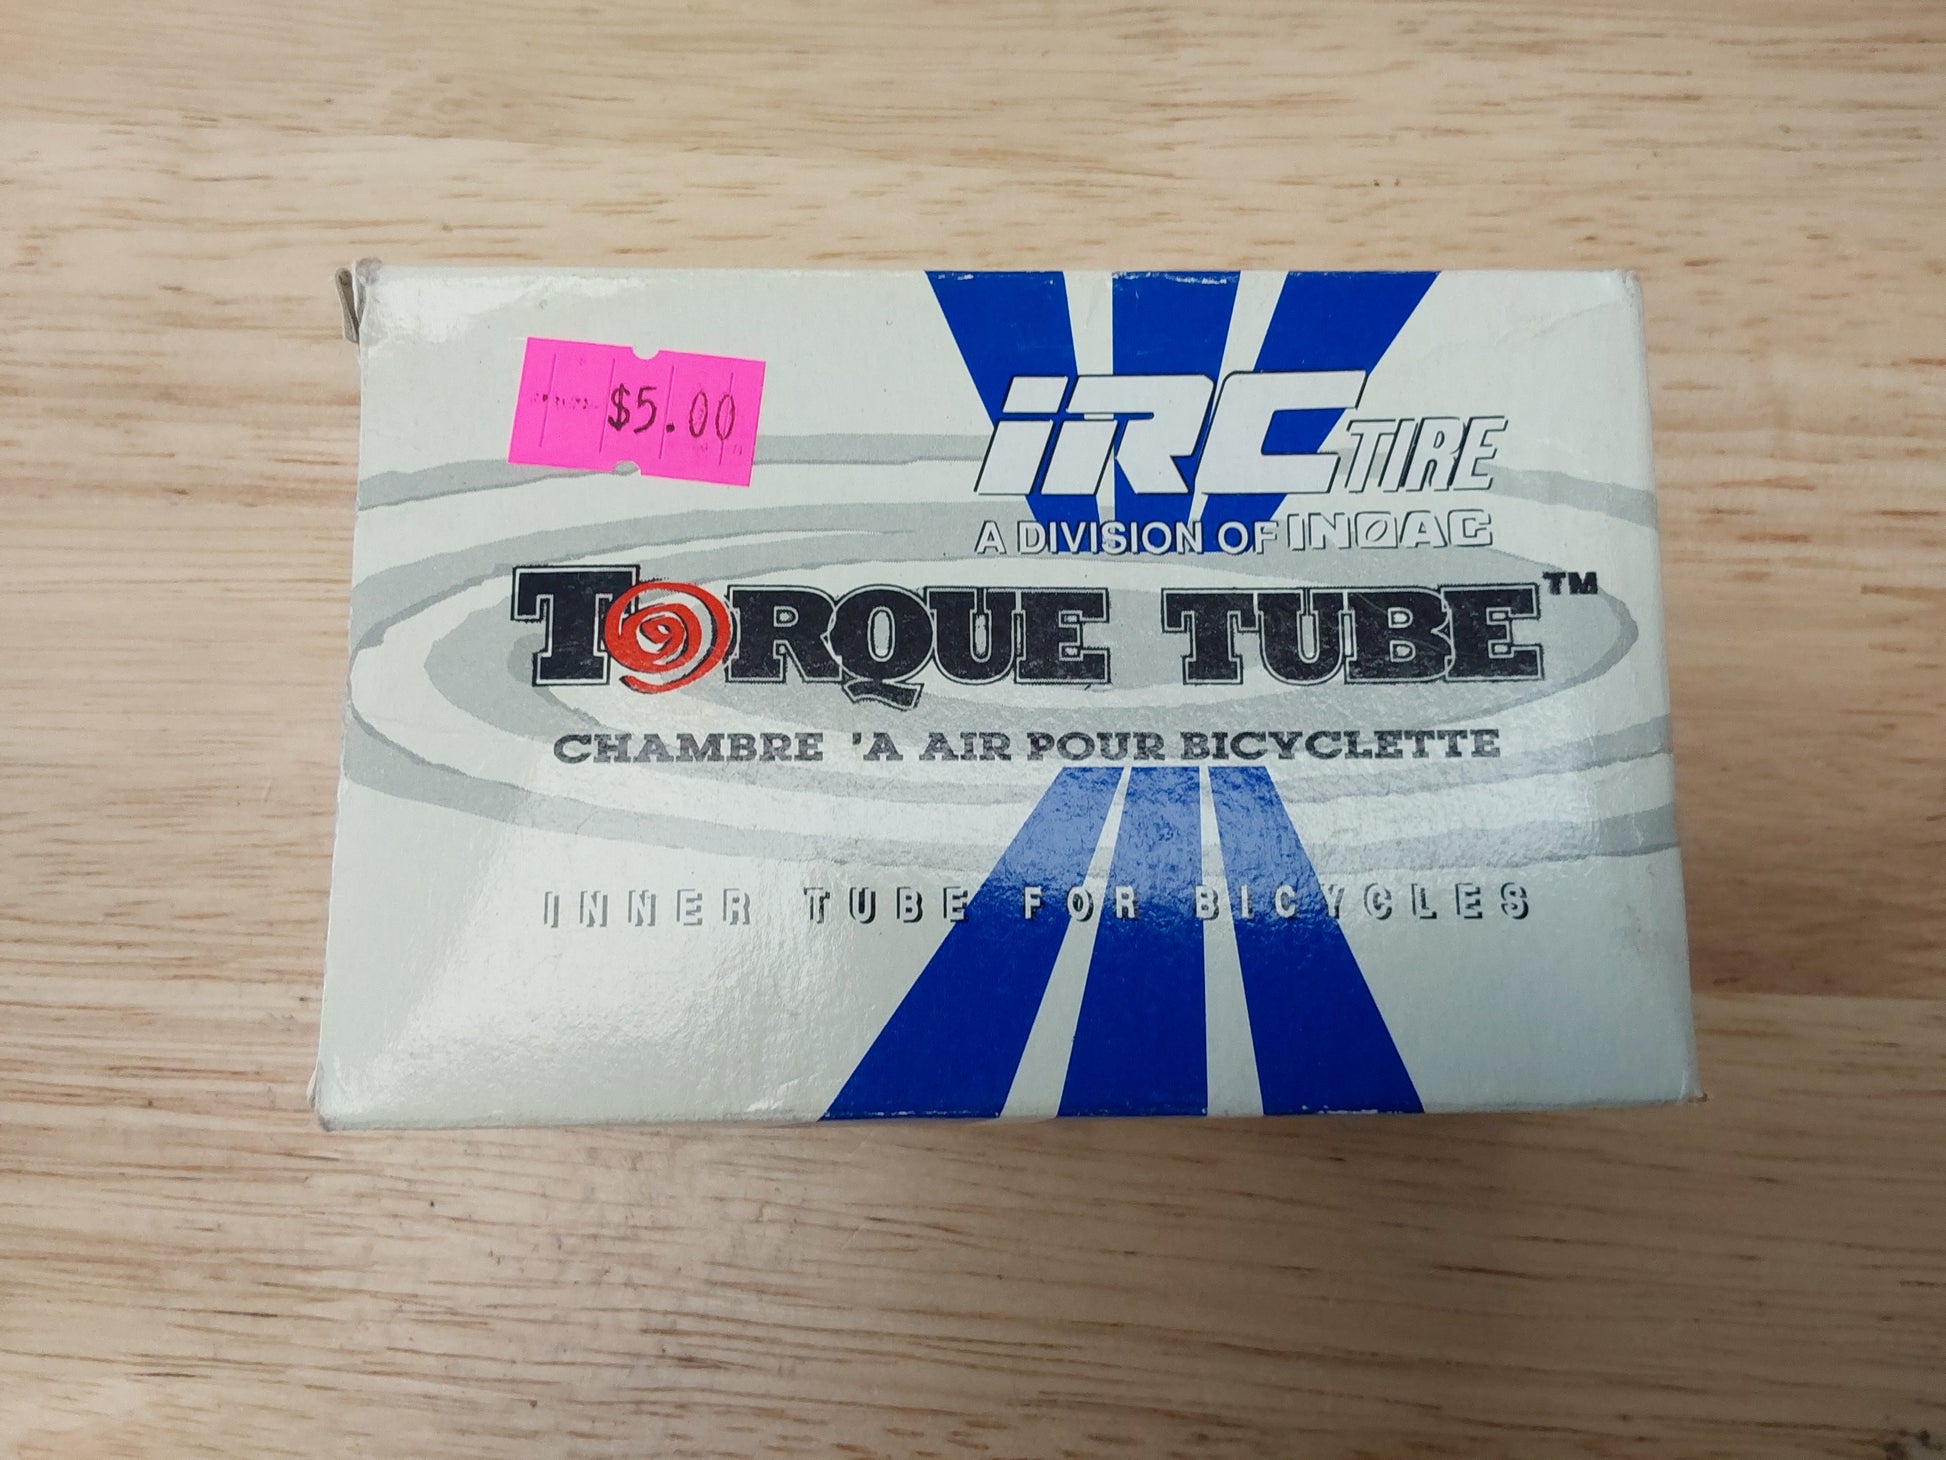 $5.00
iRC TIRE
A DIVISION OF INOAC
TORQUE TUBE™
CHAMBRE 'A AIR POUR BICYCLETTE
INNER TUBE FOR BICYCLES